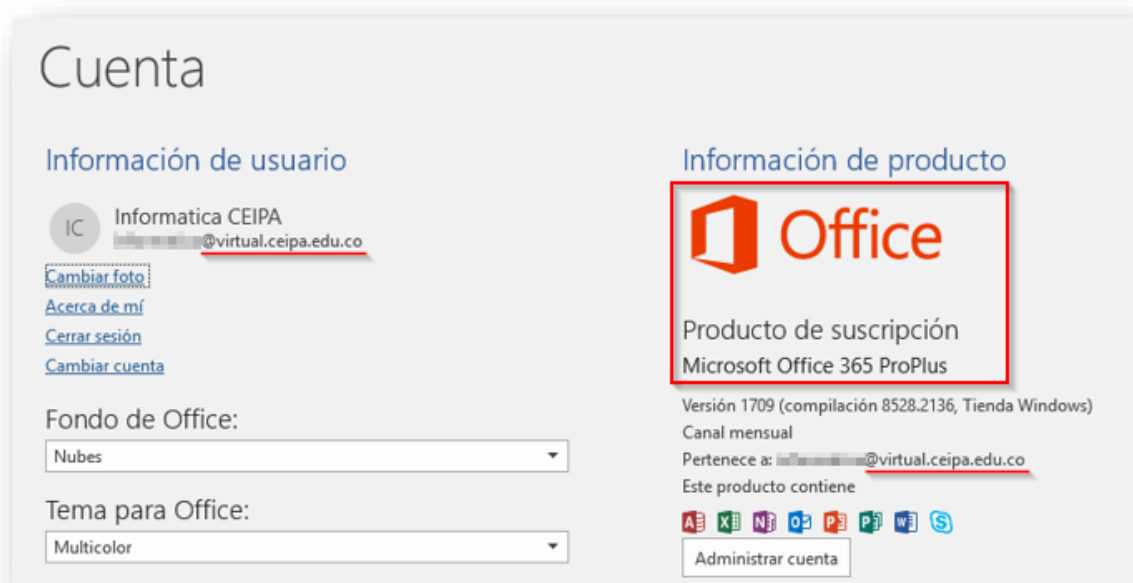 Cuenta
Información de usuario
IC
Informatica CEIPA
@virtual.ceipa.edu.co
Cambiar foto
Acerca de mí
Cerrar sesión
Cambiar cuenta
Fondo de Office:
Nubes
Tema para Office:
Multicolor
Información de producto
Office
Producto de suscripción
Microsoft Office 365 ProPlus
Versión 1709 (compilación 8528.2136, Tienda Windows)
Canal mensual
Pertenece a: @virtual.ceipa.edu.co
Este producto contiene
Administrar cuenta